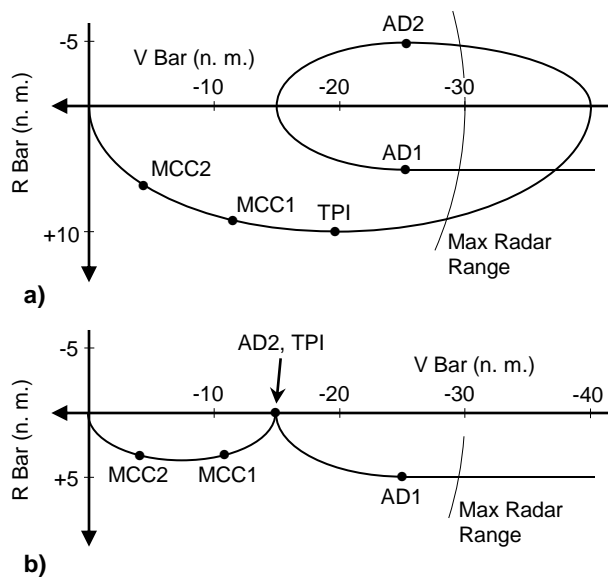 AD2
-5
V Bar (n. m.)
-10
-20
-30
R Bar (n. m.)
AD1
MCC2
MCC1
TPI
+10
Max Radar
Range
a)
-5
AD2, TPI
V Bar (n. m.)
-10
-20
-30
-40
R Bar (n. m.)
MCC2
MCC1
+5
AD1
Max Radar
Range
b)